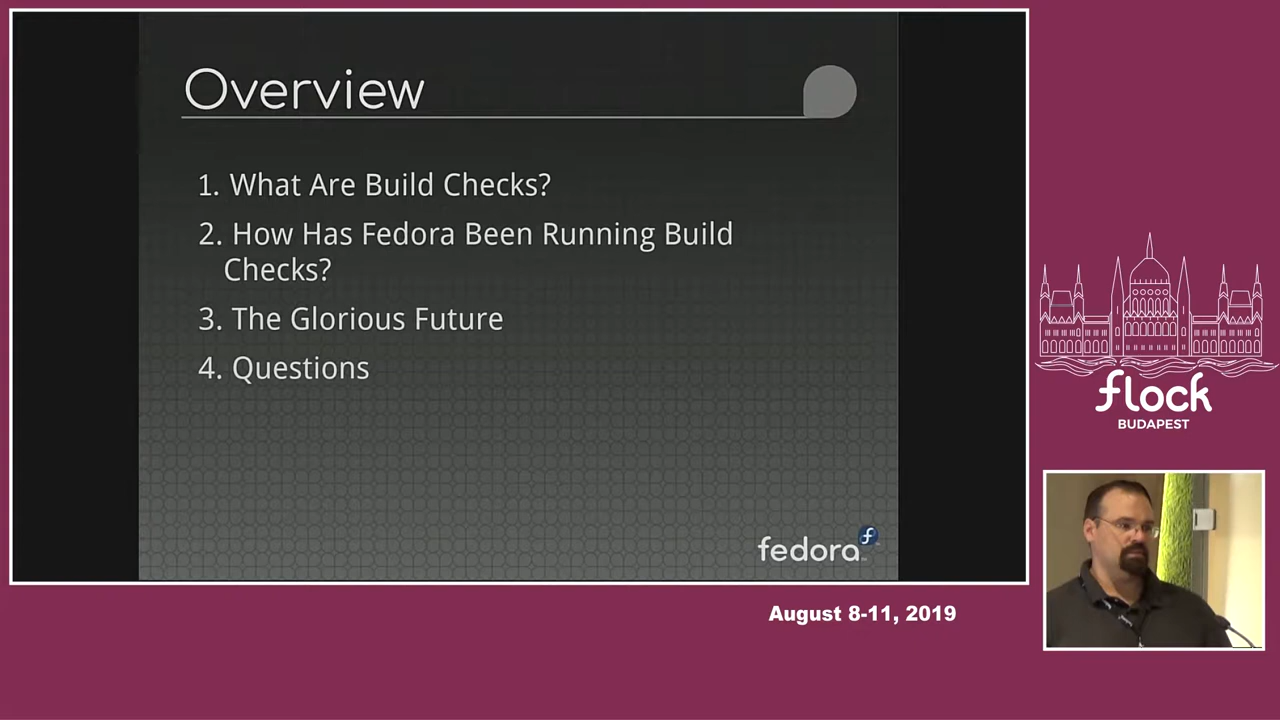 Overview
1. What Are Build Checks?
2. How Has Fedora Been Running Build
Checks?
3. The Glorious Future
4. Questions
fedora
flock
BUDAPEST
August 8-11, 2019